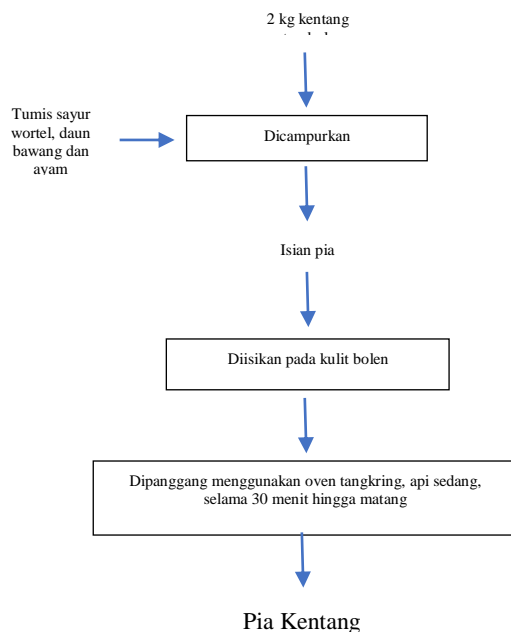 2 kg kentang
Tumis sayur
wortel, daun
bawang dan
ayam
Dicampurkan
Isian pia
Diisikan pada kulit bolen
Dipanggang menggunakan oven tangkring, api sedang,
selama 30 menit hingga matang
Pia Kentang